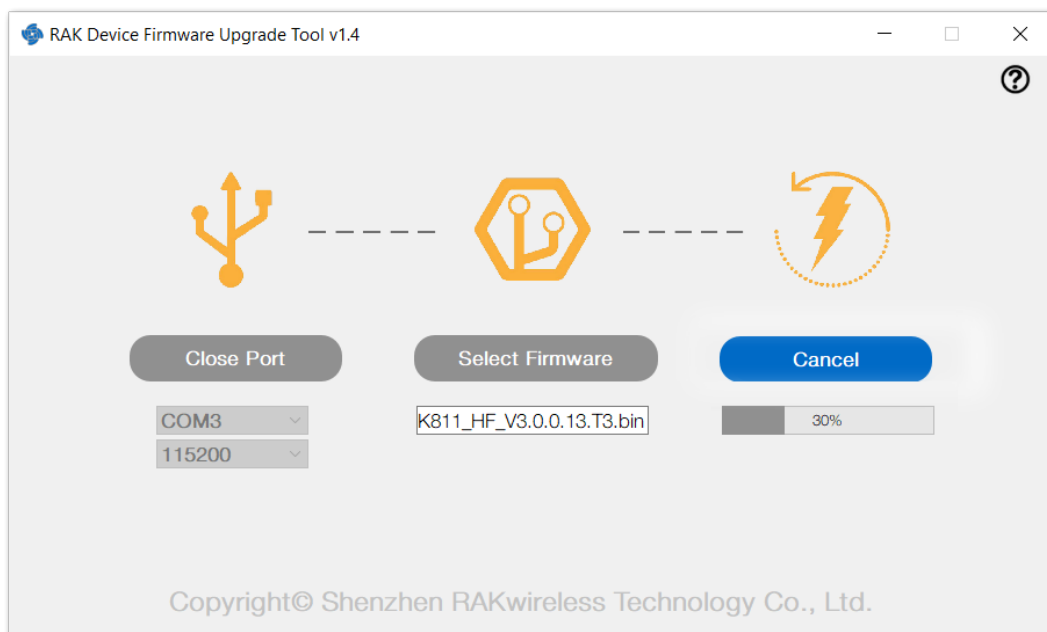 RAK Device Firmware Upgrade Tool v1.4
Close Port
Select Firmware
Cancel
COM3
K811_HF_V3.0.0.13.T3.bin
30%
115200
Copyright© Shenzhen RAKwireless Technology Co., Ltd.